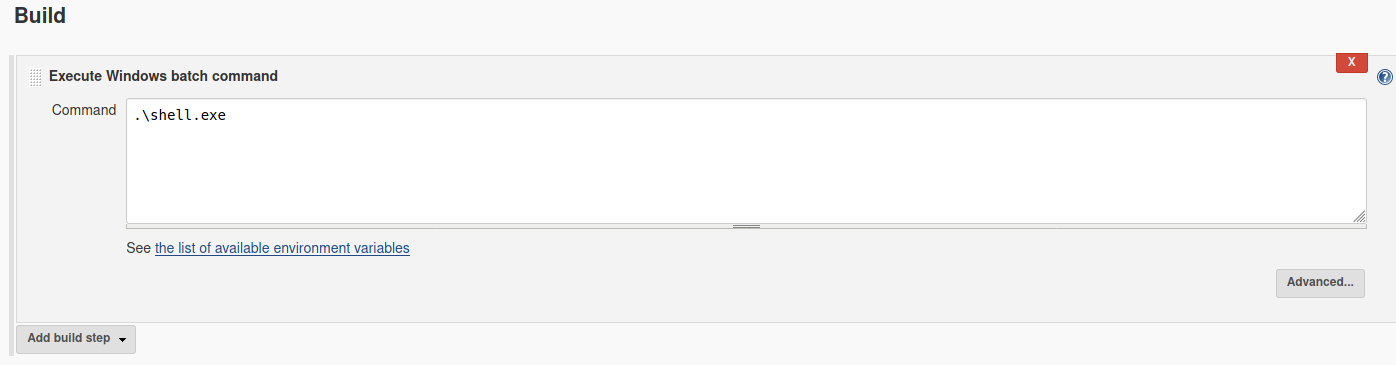 Build
Execute Windows batch command
X
?
Command
.\shell.exe
See the list of available environment variables
Advanced...
Add build step